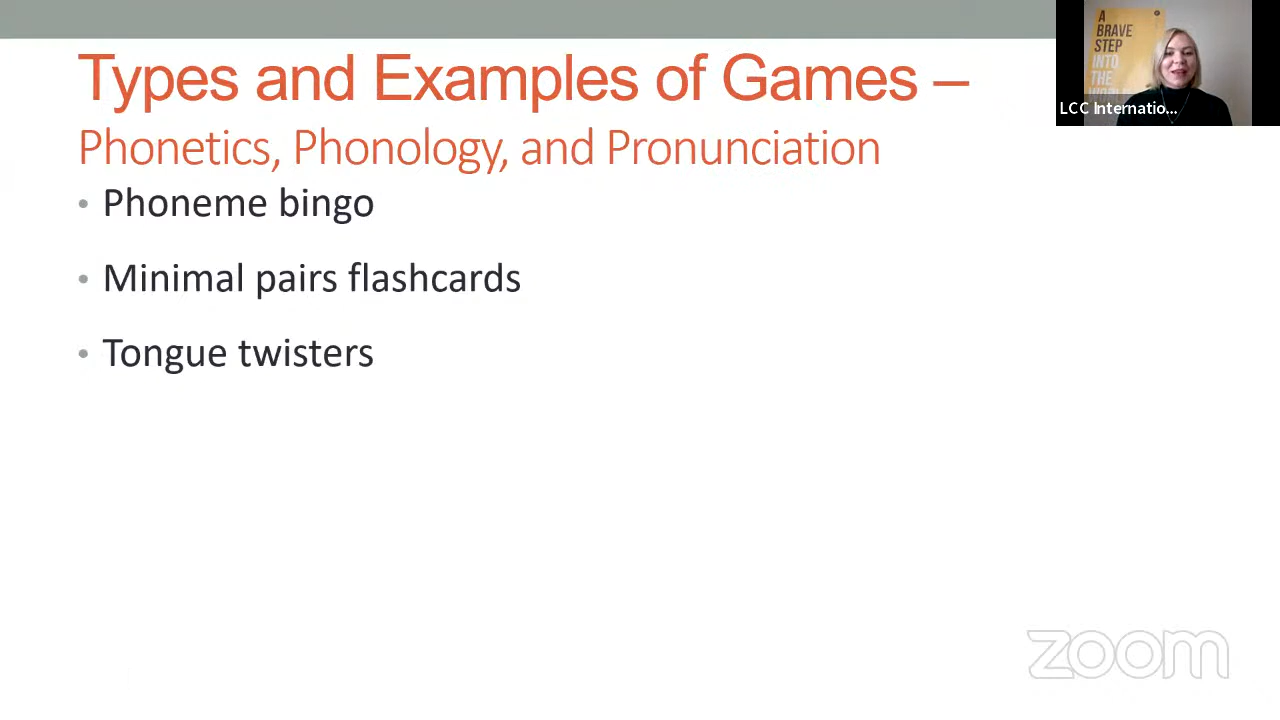 Types and Examples of Games –
Phonetics, Phonology, and Pronunciation
• Phoneme bingo
• Minimal pairs flashcards
• Tongue twisters
A
BRAVE
STEP
INTO
THE
LCC Internatio...
zoom